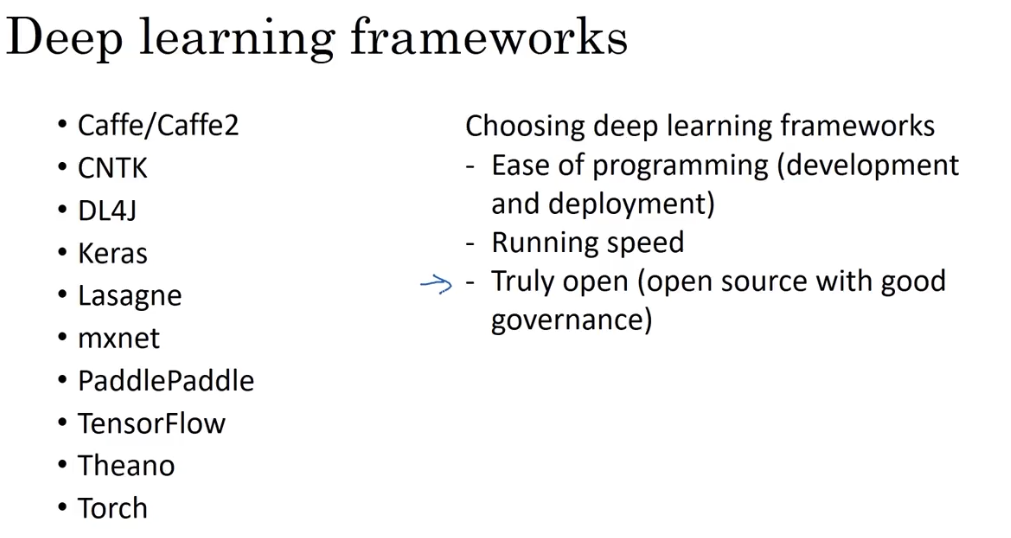 Deep learning frameworks
• Caffe/Caffe2
• CNTK
• DL4J
• Keras
• Lasagne
• mxnet
• PaddlePaddle
• TensorFlow
• Theano
• Torch
Choosing deep learning frameworks
- Ease of programming (development
and deployment)
- Running speed
- Truly open (open source with good
governance)